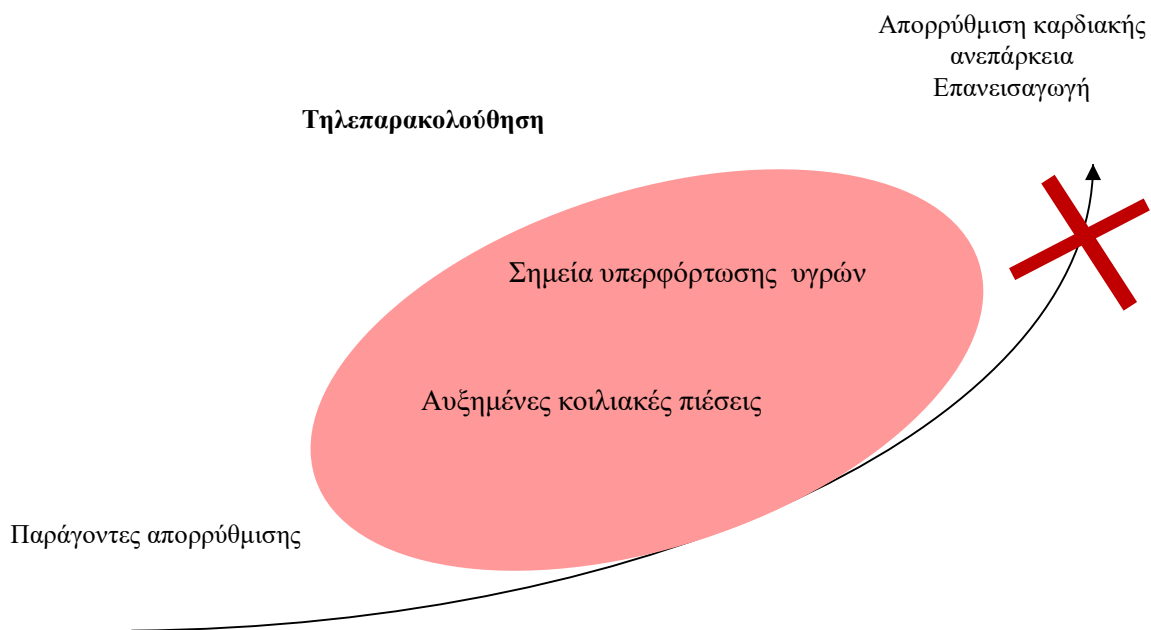 Απορρύθμιση καρδιακής
ανεπάρκεια
Επανεισαγωγή
Τηλεπαρακολούθηση
Σημεία υπερφόρτωσης υγρών
Αυξημένες κοιλιακές πιέσεις
Παράγοντες απορρύθμισης